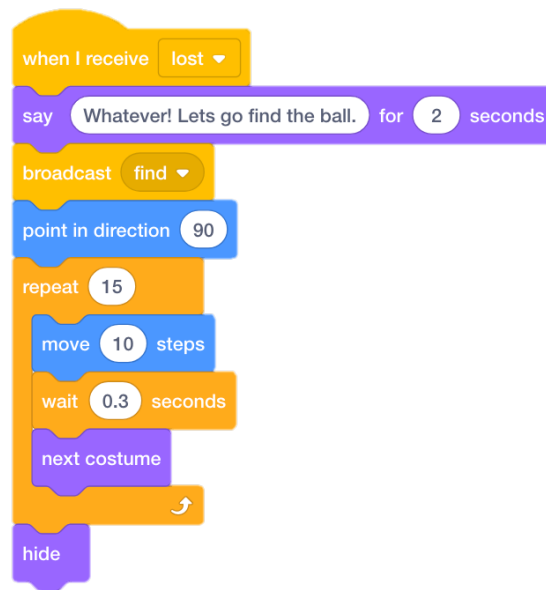 when I receive lost
say Whatever! Lets go find the ball. for 2 seconds
broadcast find
point in direction 90
repeat 15
move 10 steps
wait 0.3 seconds
next costume
hide